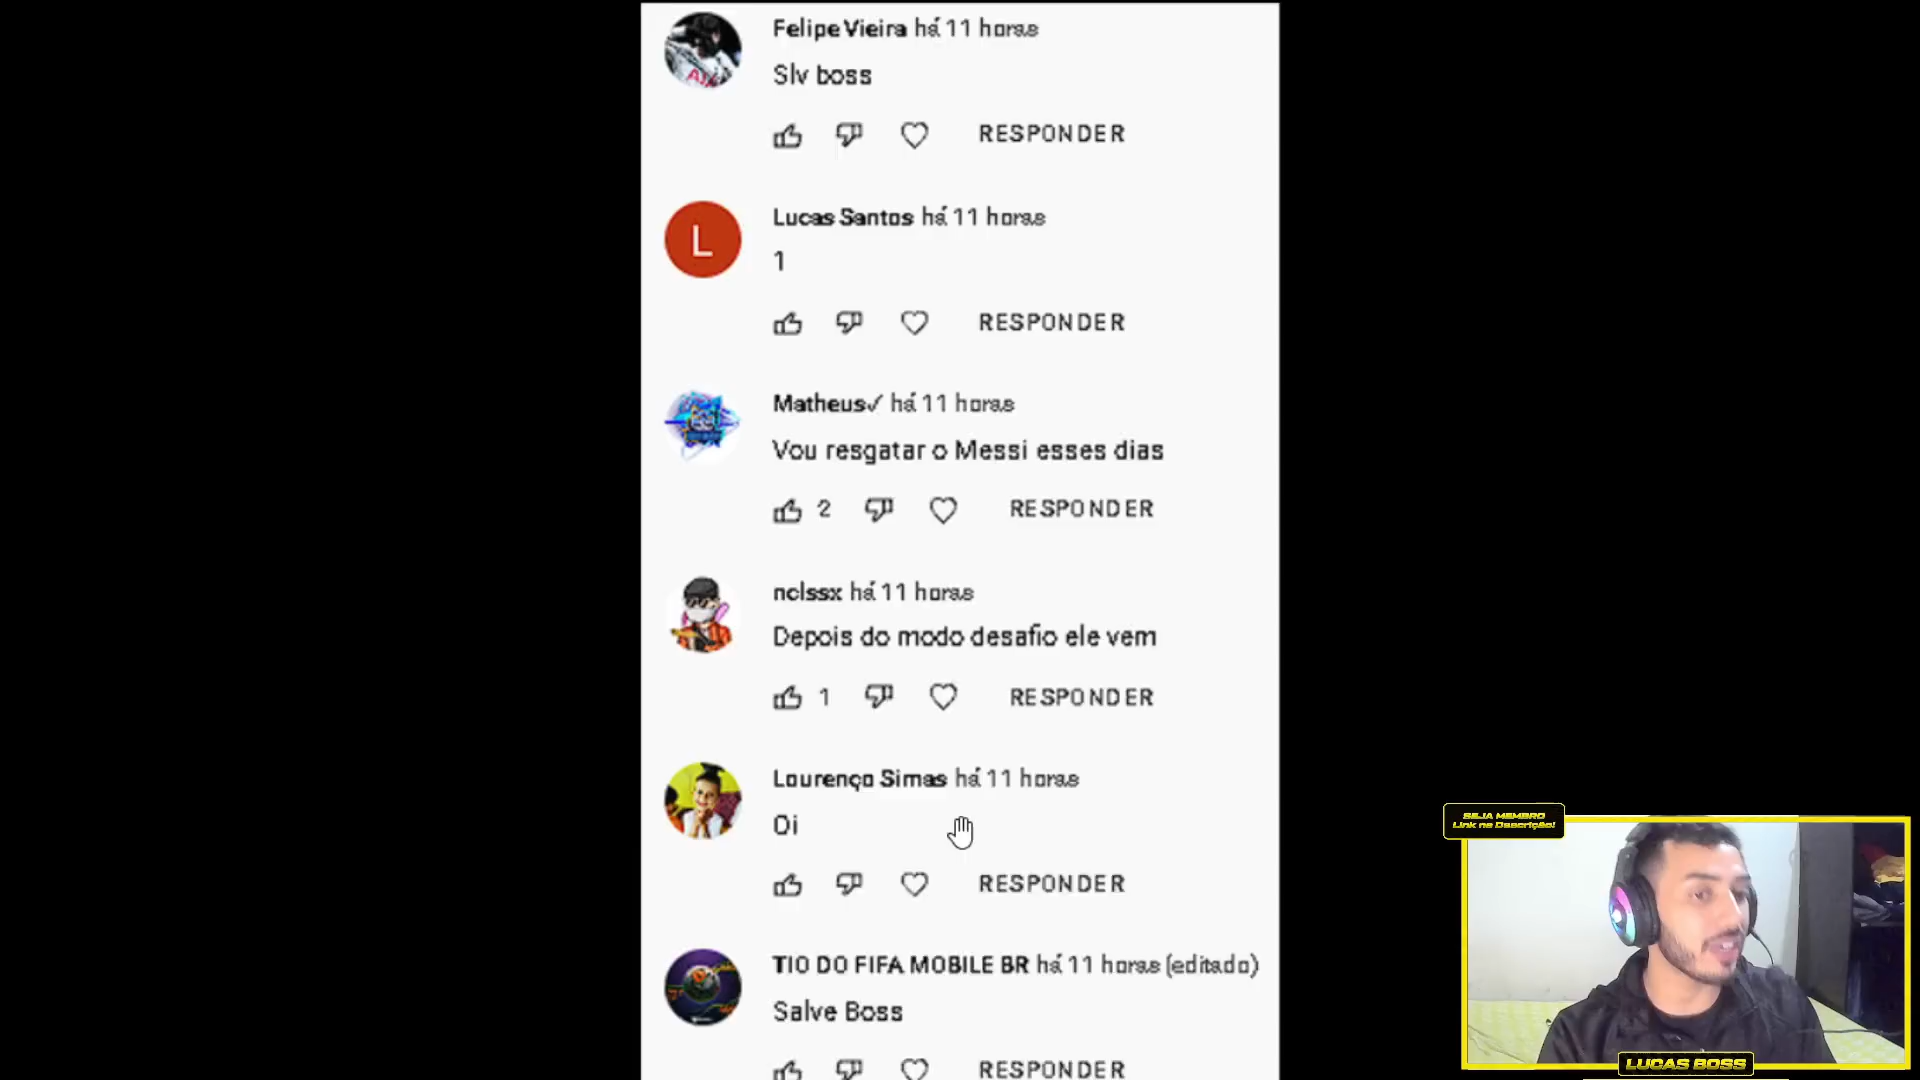 Felipe Vieira há 11 horas
Slv boss
RESPONDER
L
Lucas Santos há 11 horas
1
RESPONDER
Matheus✓ há 11 horas
Vou resgatar o Messi esses dias
2 RESPONDER
nclssx há 11 horas
Depois do modo desafio ele vem
1 RESPONDER
Lourenço Simas há 11 horas
Oi
RESPONDER
TIO DO FIFA MOBILE BR há 11 horas (editado)
Salve Boss
RESPONDER
SEJA MEMBRO
Link na Descrição!
LUCAS BOSS